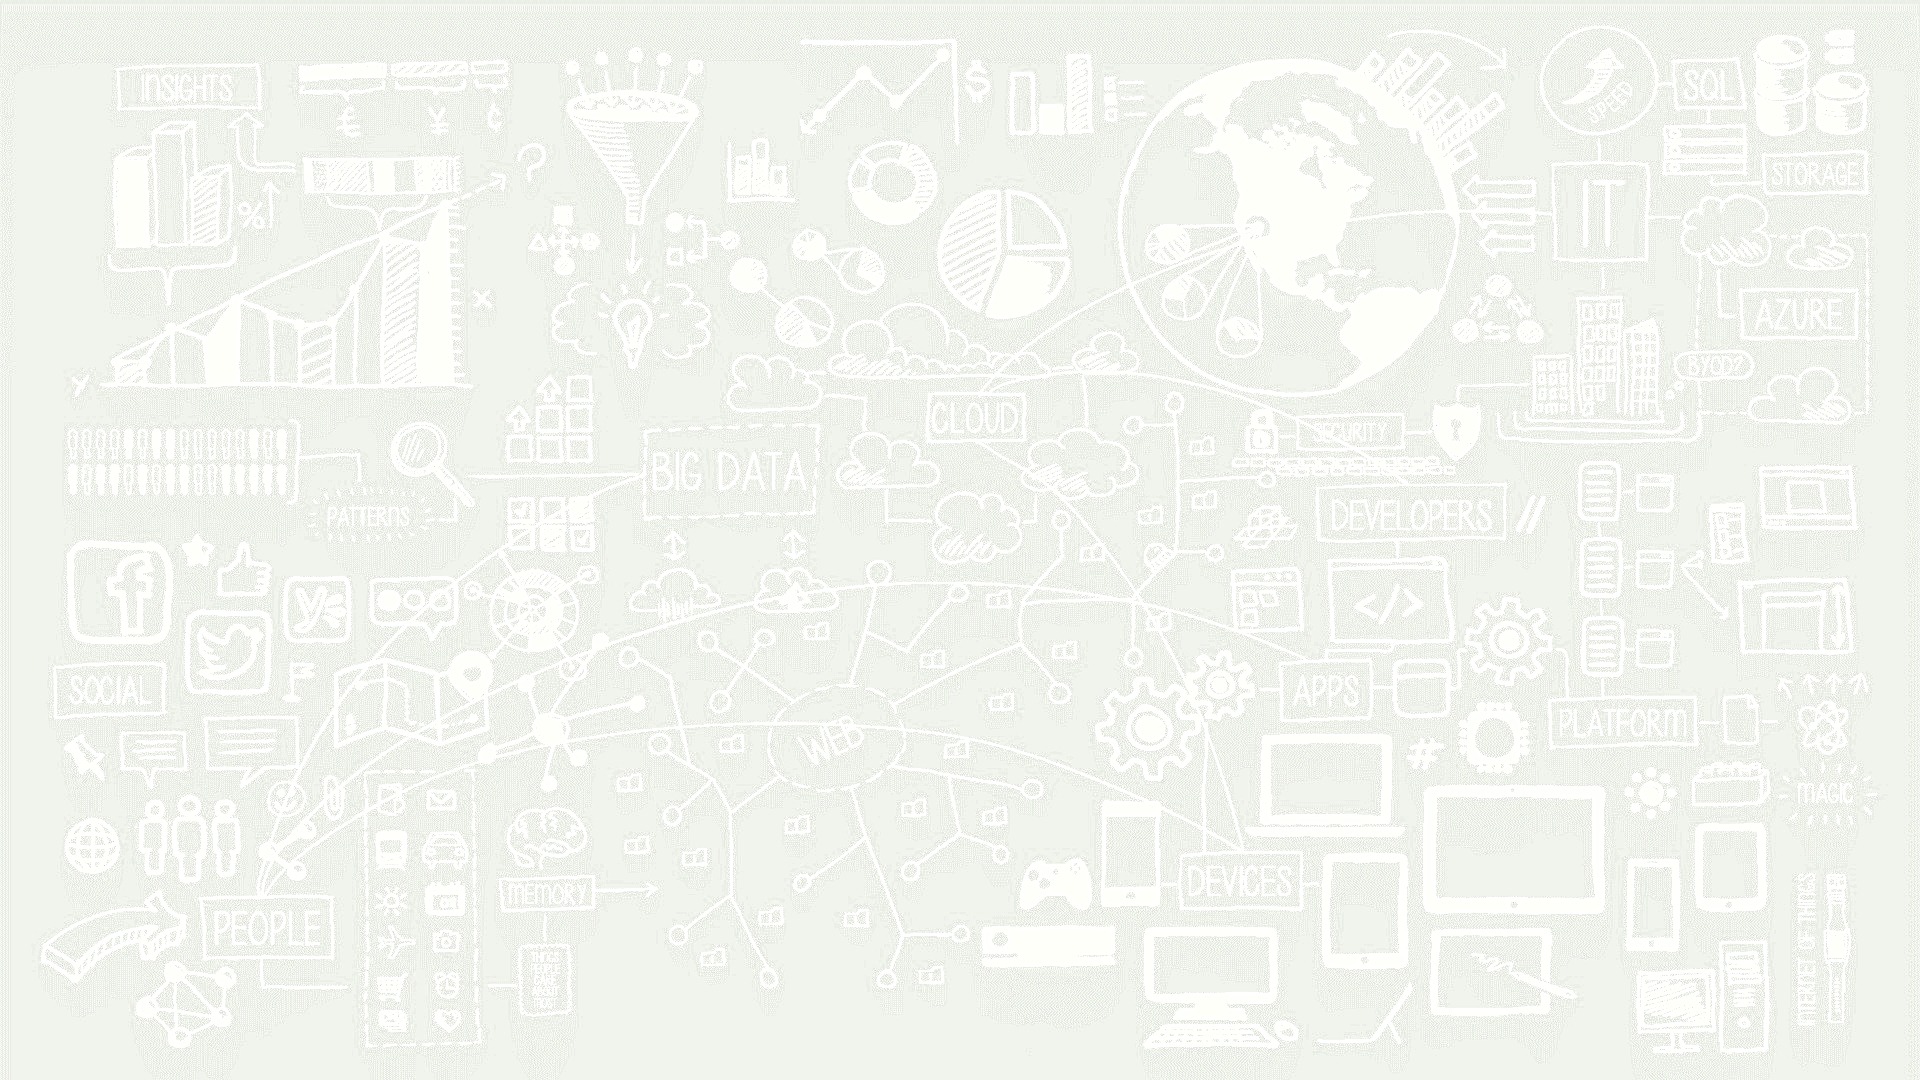 INSIGHTS
€
¥
¢
$
%
?
X
Y
SPEED
SQL
STORAGE
IT
AZURE
BYOD?
CLOUD
SECURITY
BIG DATA
PATTERNS
DEVELOPERS
//
</>
f
y
SOCIAL
APPS
PLATFORM
WEB
#
MAGIC
MEMORY
PEOPLE
DEVICES
INTERNET OF THINGS